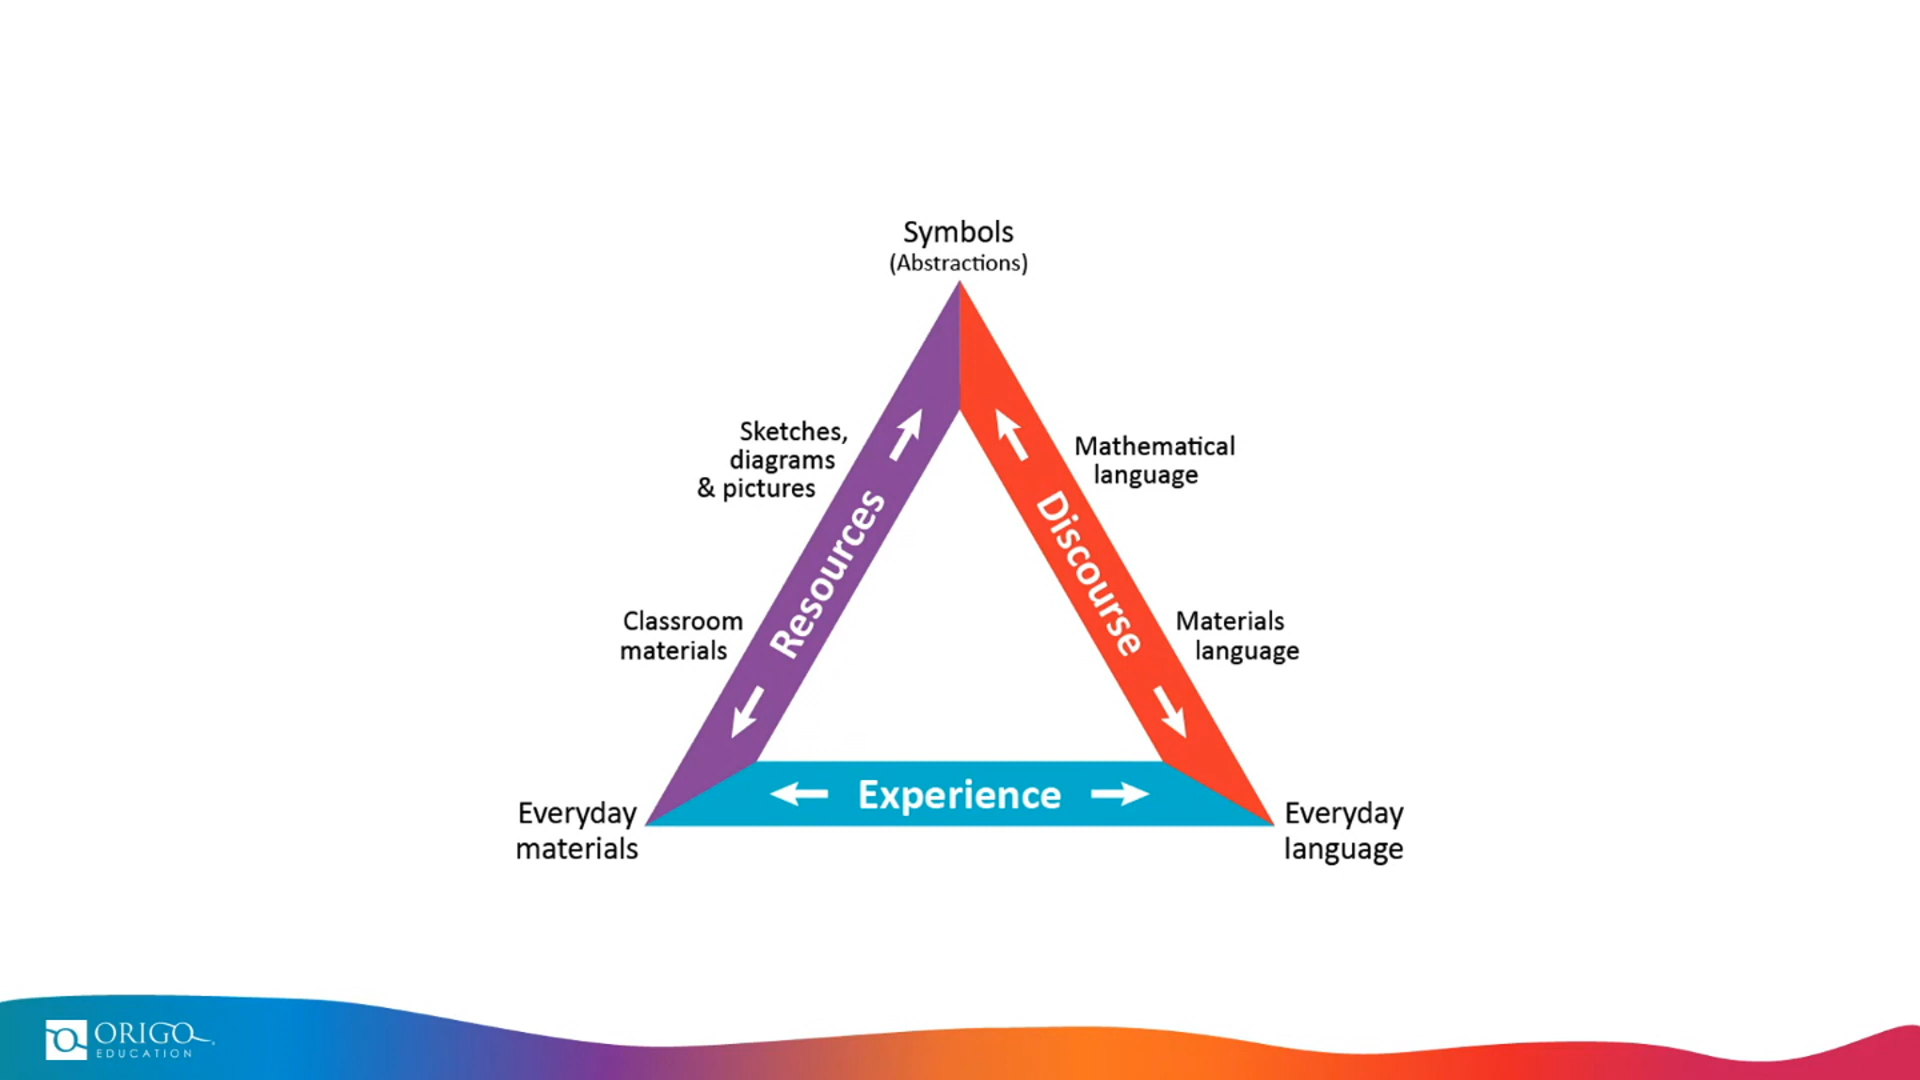 Symbols
(Abstractions)
Sketches,
diagrams
& pictures
Mathematical
language
Resources
Discourse
Classroom
materials
Materials
language
Experience
Everyday
materials
Everyday
language
ORIGO
EDUCATION